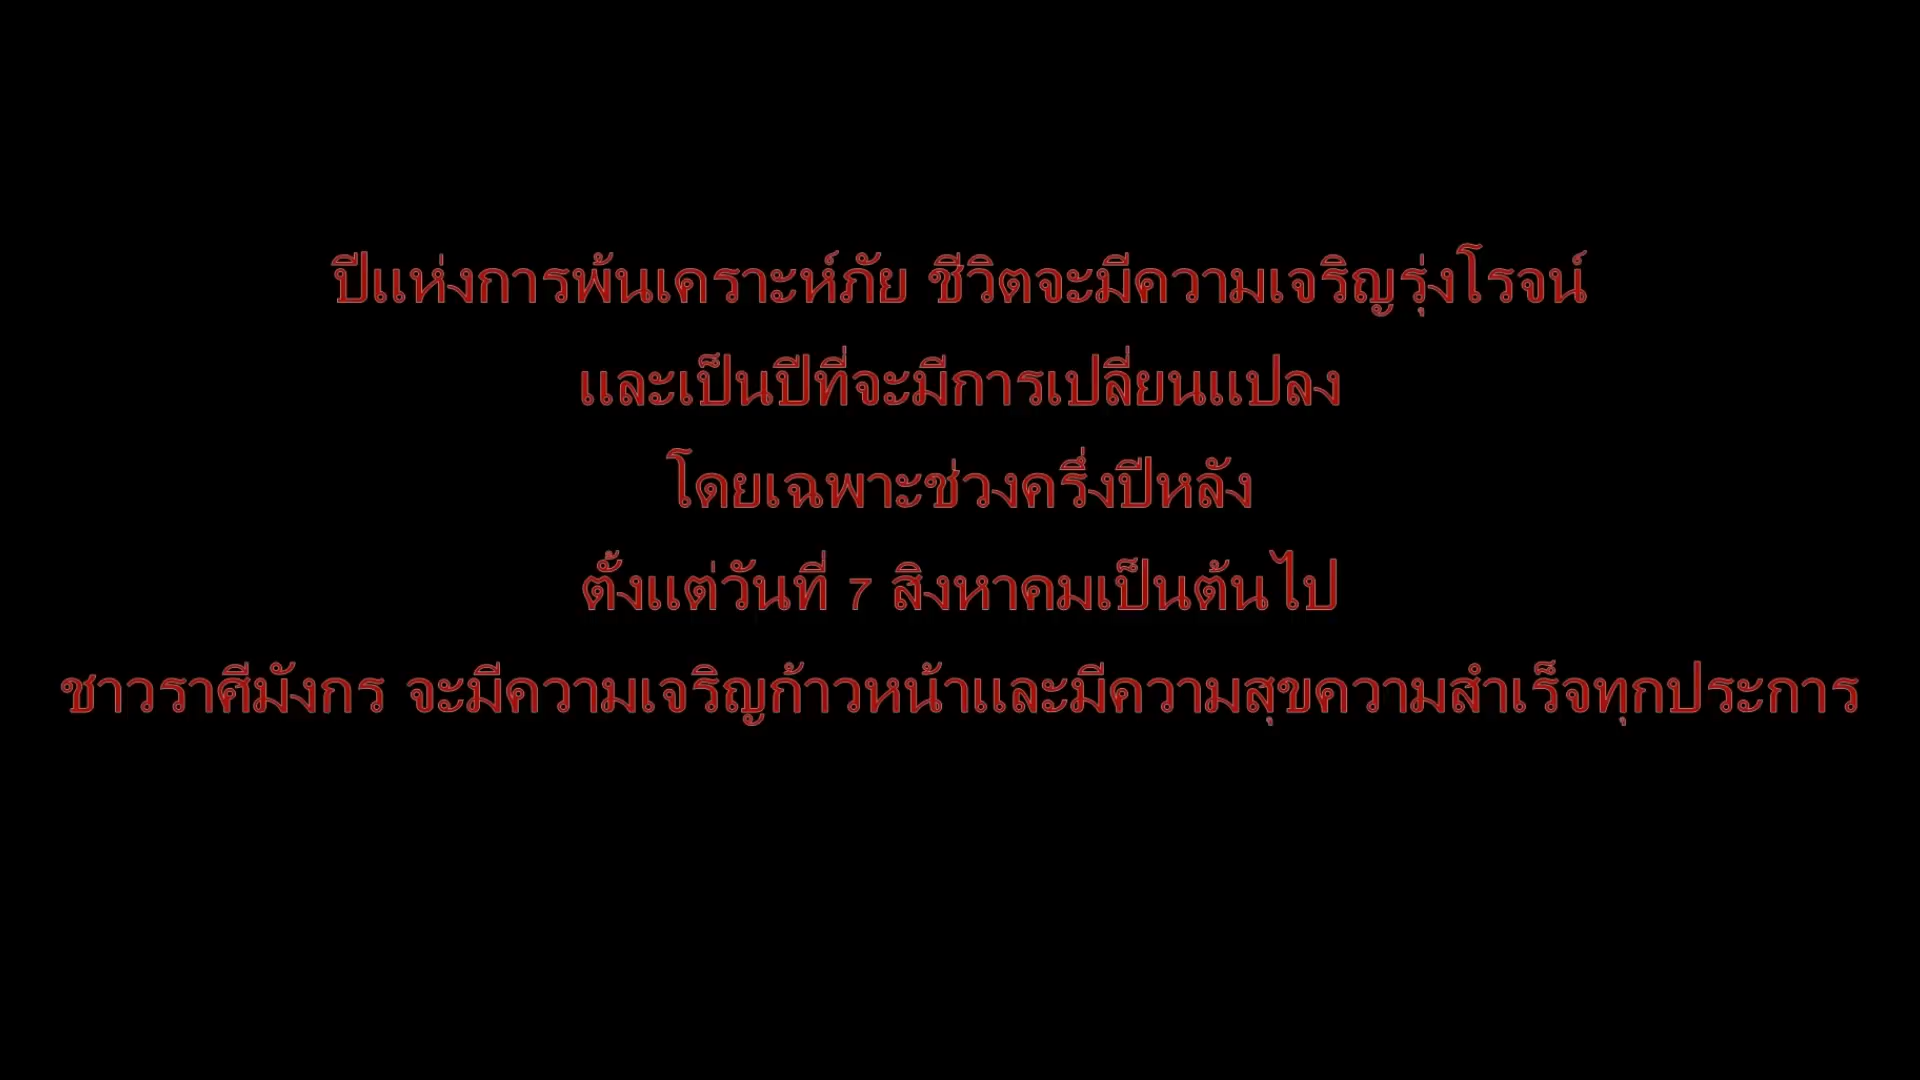 ปีแห่งการพ้นเคราะห์ภัย ชีวิตจะมีความเจริญรุ่งโรจน์
และเป็นปีที่จะมีการเปลี่ยนแปลง
โดยเฉพาะช่วงครึ่งปีหลัง
ตั้งแต่วันที่ 7 สิงหาคมเป็นต้นไป
ชาวราศีมังกร จะมีความเจริญก้าวหน้าและมีความสุขความสำเร็จทุกประการ